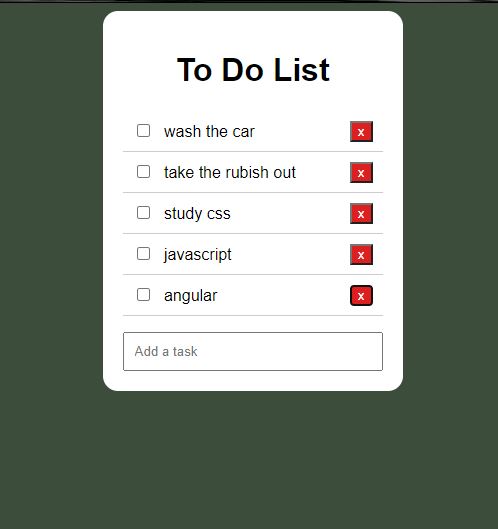 To Do List
wash the car x
take the rubish out x
study css x
javascript x
angular x
Add a task